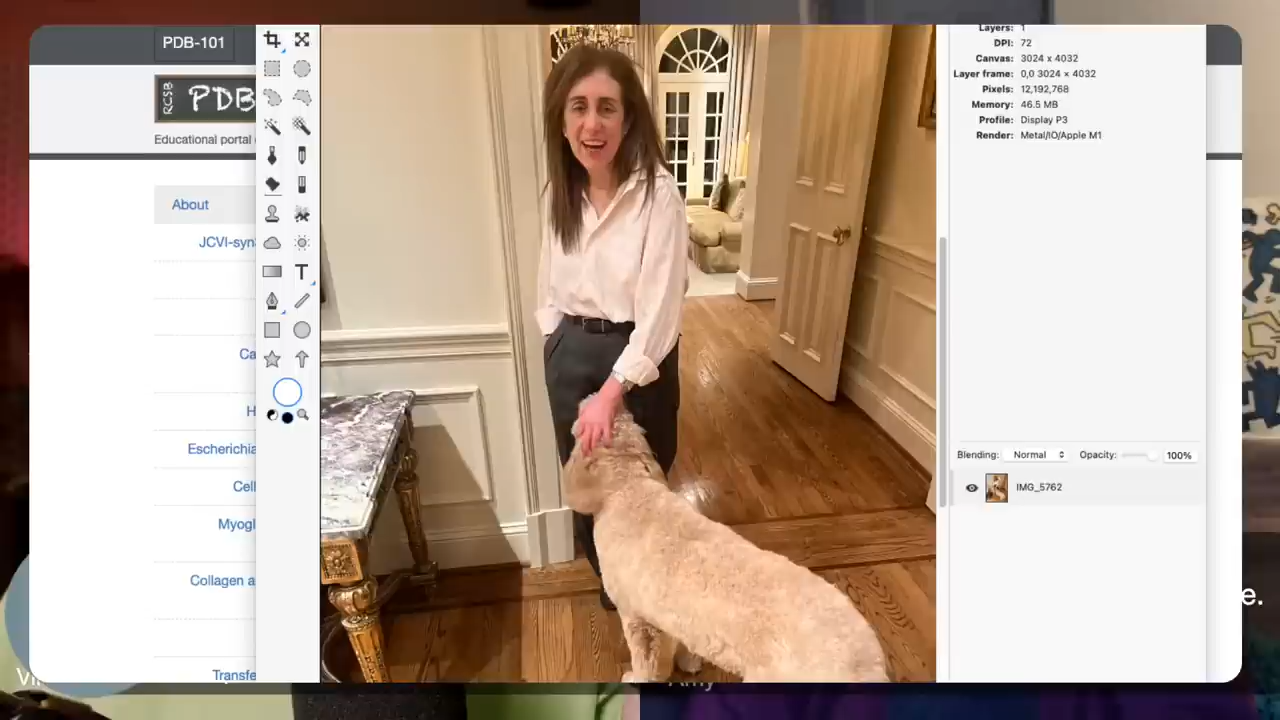 PDB-101
RCSB
PDB
Educational portal
About
JCVI-syn
Ca
H
Escherichia
Cell
Myogl
Collagen a
Transfe
T
Layers: 1
DPI: 72
Canvas: 3024 x 4032
Layer frame: 0,0 3024 x 4032
Pixels: 12,192,768
Memory: 46.5 MB
Profile: Display P3
Render: Metal/IO/Apple M1
Blending: Normal Opacity: 100%
IMG_5762
e.
Amy